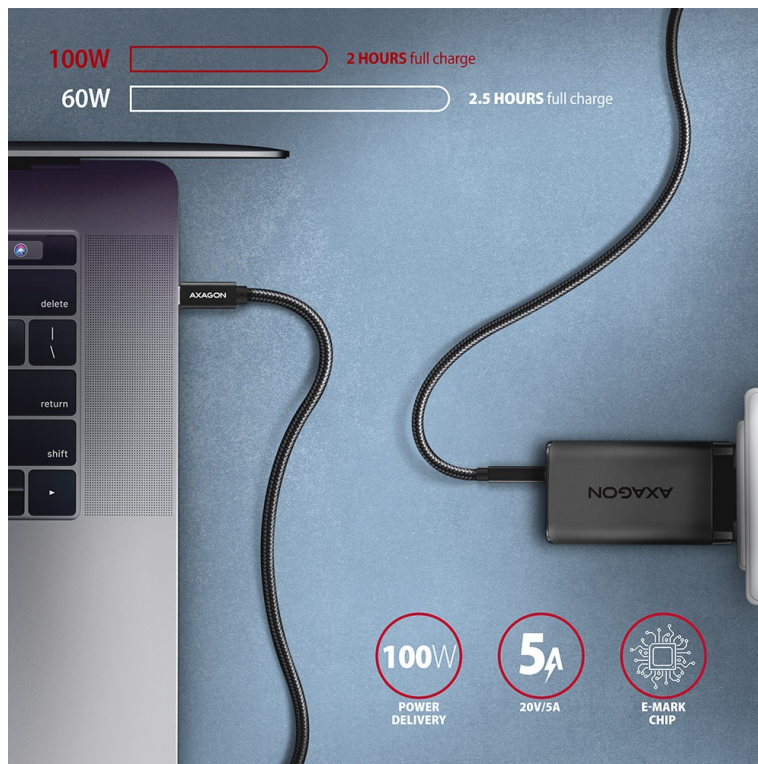 100W 2 HOURS full charge
60W 2.5 HOURS full charge
AXAGON
delete
|
\
return
shift
AXAGON
100W
POWER
DELIVERY
5A
20V/5A
E-MARK
CHIP